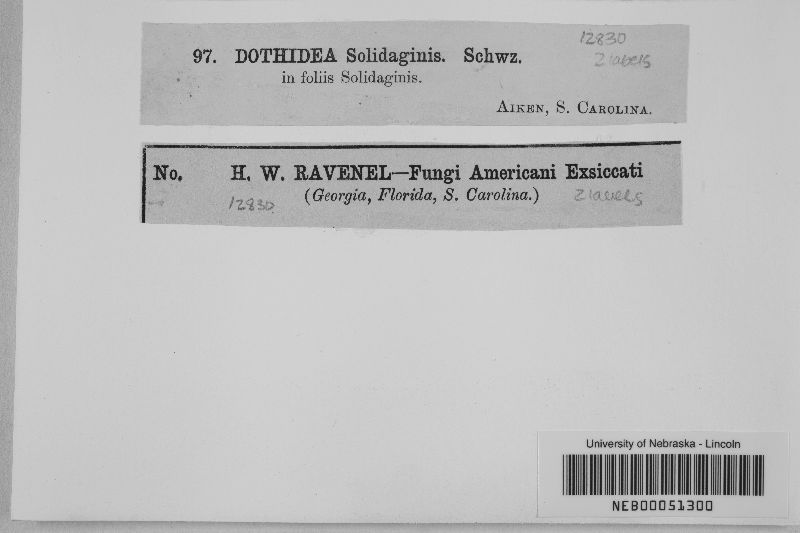 97. DOTHIDEA Solidaginis. Schwz. 12830
in foliis Solidaginis. 2 labels
AIKEN, S. CAROLINA.
No. H. W. RAVENEL—Fungi Americani Exsiccati
12830 (Georgia, Florida, S. Carolina.) 2 labels
University of Nebraska - Lincoln
NEB00051300